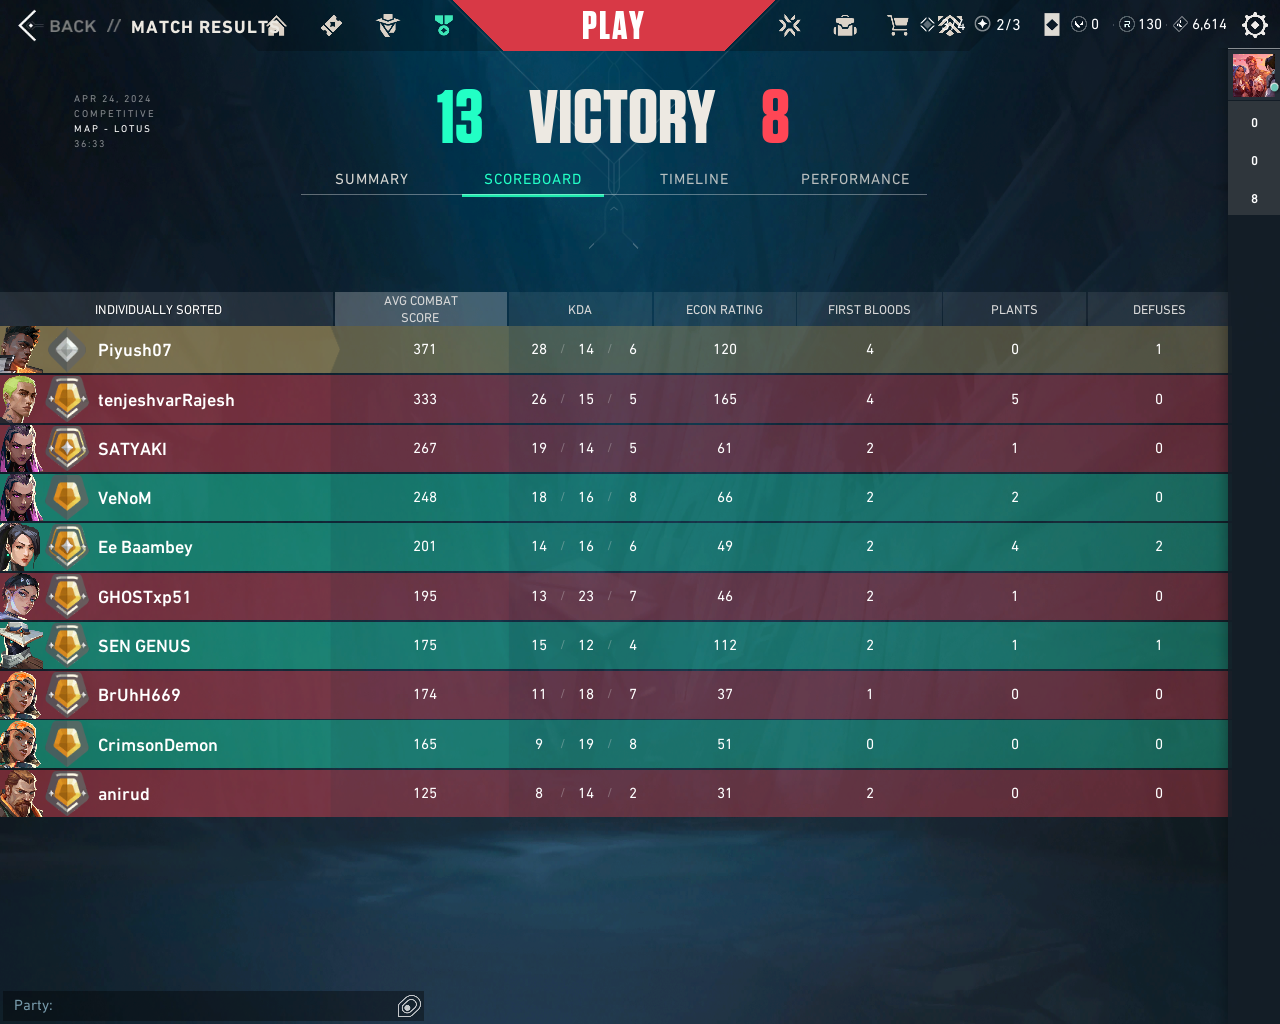 BACK // MATCH RESULTS
PLAY
2/3
0
130
6,614
APR 24, 2024
COMPETITIVE
MAP - LOTUS
36:33
13 VICTORY 8
SUMMARY SCOREBOARD TIMELINE PERFORMANCE
0
0
8
INDIVIDUALLY SORTED AVG COMBAT SCORE KDA ECON RATING FIRST BLOODS PLANTS DEFUSES
Piyush07 371 28 / 14 / 6 120 4 0 1
tenjeshvarRajesh 333 26 / 15 / 5 165 4 5 0
SATYAKI 267 19 / 14 / 5 61 2 1 0
VeNoM 248 18 / 16 / 8 66 2 2 0
Ee Baambey 201 14 / 16 / 6 49 2 4 2
GHOSTxp51 195 13 / 23 / 7 46 2 1 0
SEN GENUS 175 15 / 12 / 4 112 2 1 1
BrUhH669 174 11 / 18 / 7 37 1 0 0
CrimsonDemon 165 9 / 19 / 8 51 0 0 0
anirud 125 8 / 14 / 2 31 2 0 0
Party: